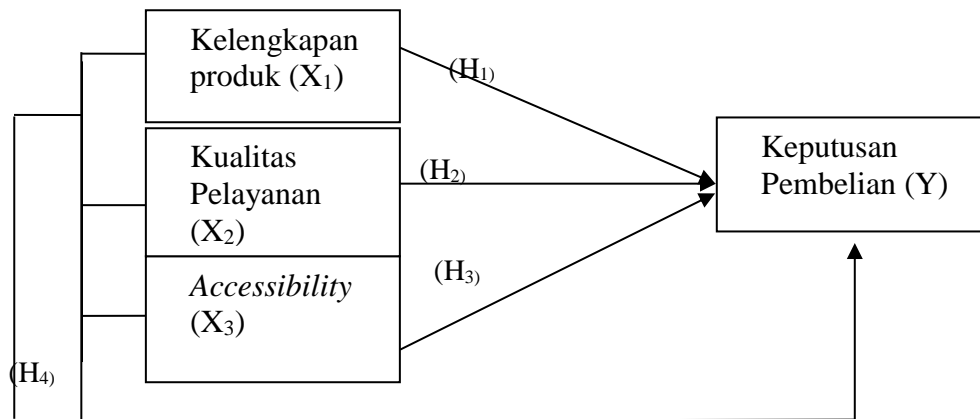 Kelengkapan
produk (X₁)
(H₁)
Kualitas
Pelayanan
(X₂)
(H₂)
Keputusan
Pembelian (Y)
Accessibility
(X₃)
(H₃)
(H₄)